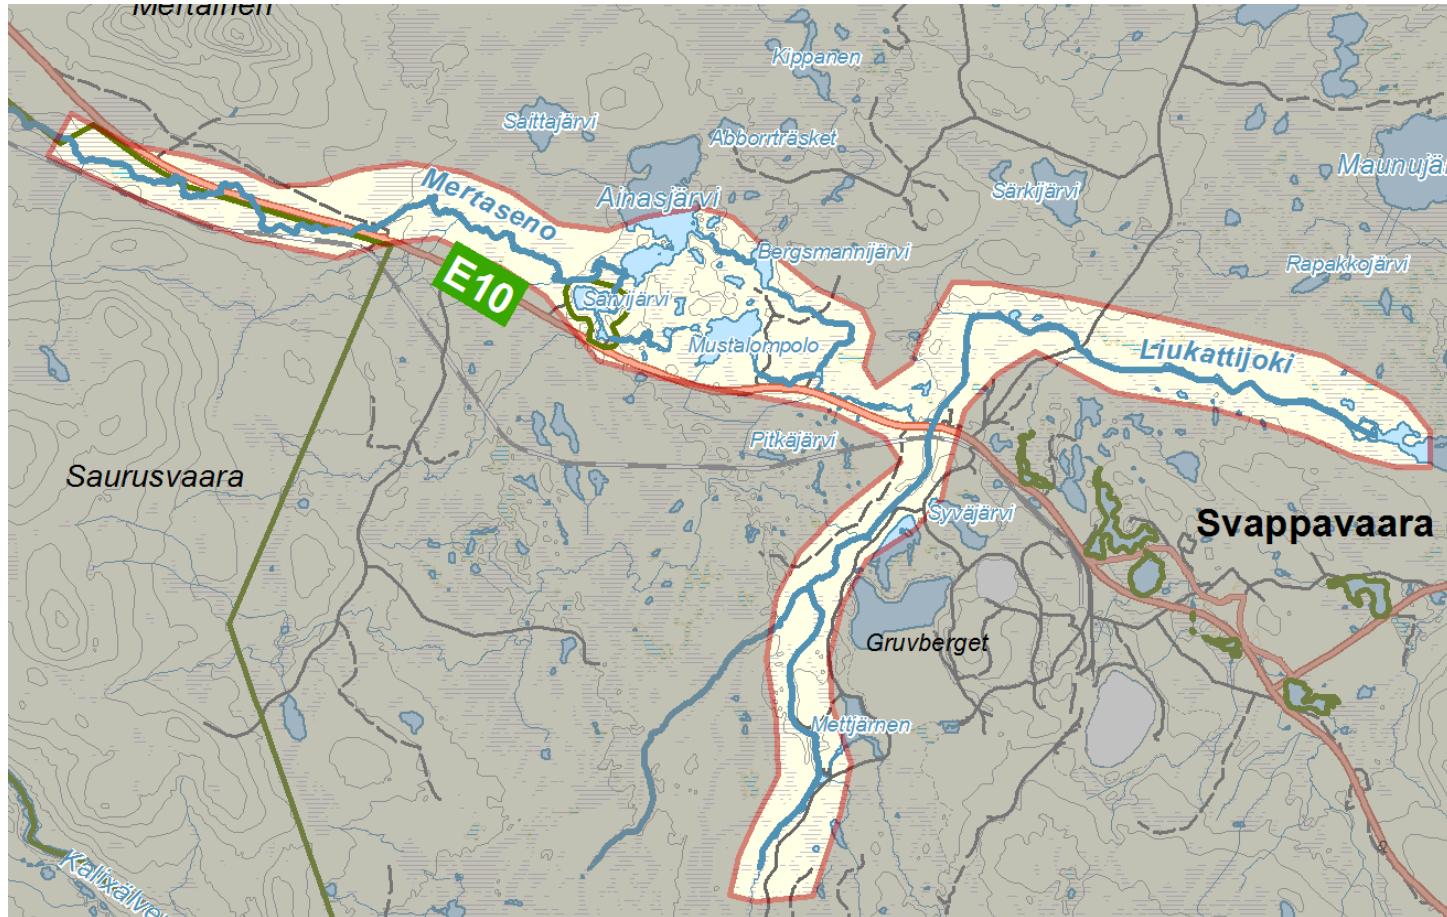 Mertainen
Kippanen
Saittajärvi
Abborrträsket
Maunujär
Särkijärvi
Ainasjärvi
Mertaseno
Bergsmannijärvi
Rapakkojärvi
E10
Sarvijärvi
Mustalompolo
Liukattijoki
Pitkäjärvi
Saurusvaara
Syväjärvi
Svappavaara
Gruvberget
Mettjärnen
Kalixälven